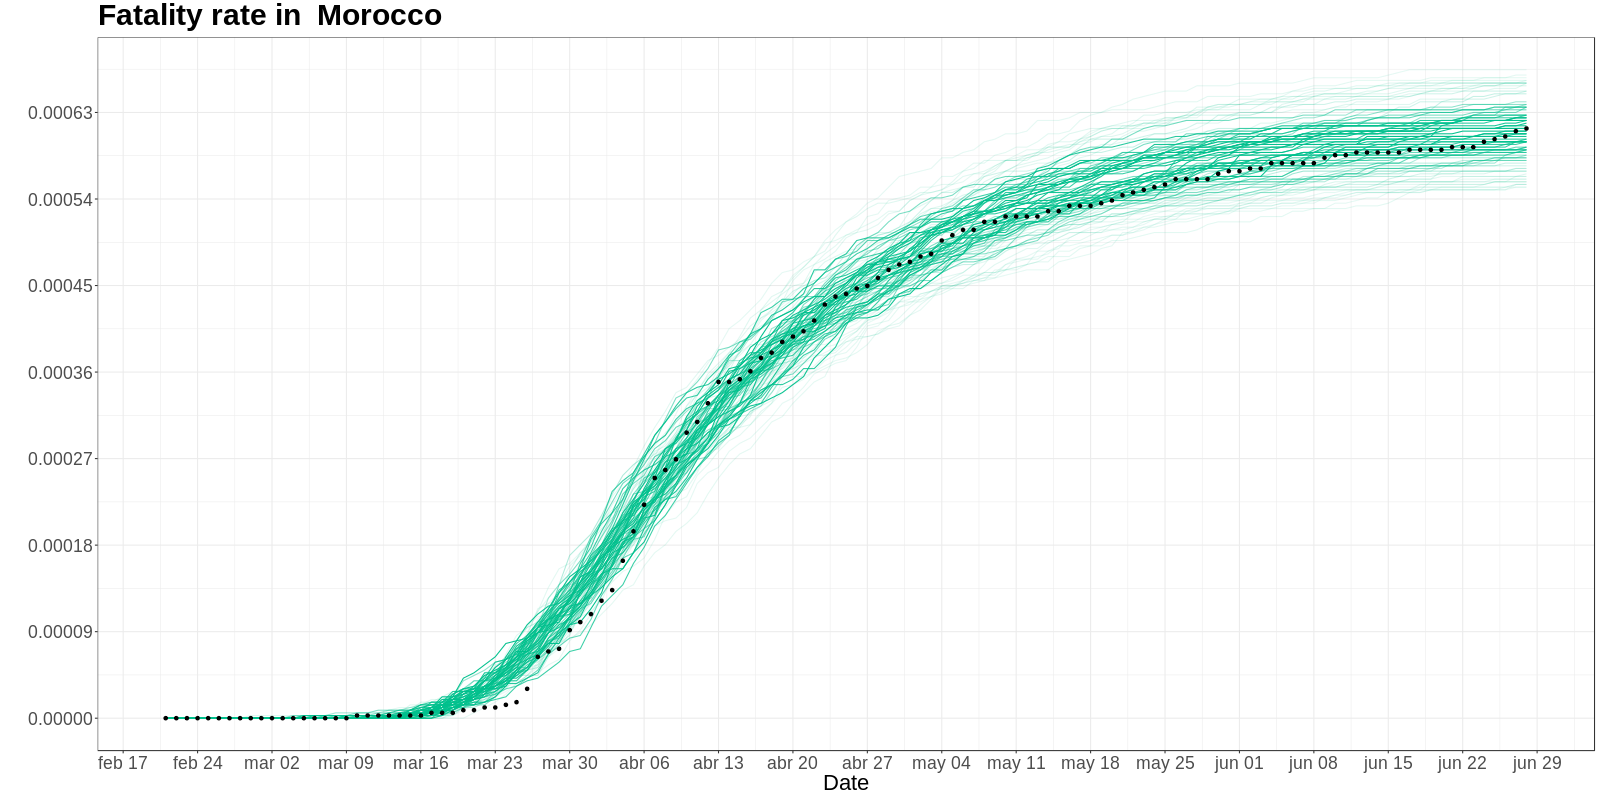 Fatality rate in  Morocco
0.00063
0.00054
0.00045
0.00036
0.00027
0.00018
0.00009
0.00000
feb 17 feb 24 mar 02 mar 09 mar 16 mar 23 mar 30 abr 06 abr 13 abr 20 abr 27 may 04 may 11 may 18 may 25 jun 01 jun 08 jun 15 jun 22 jun 29
Date